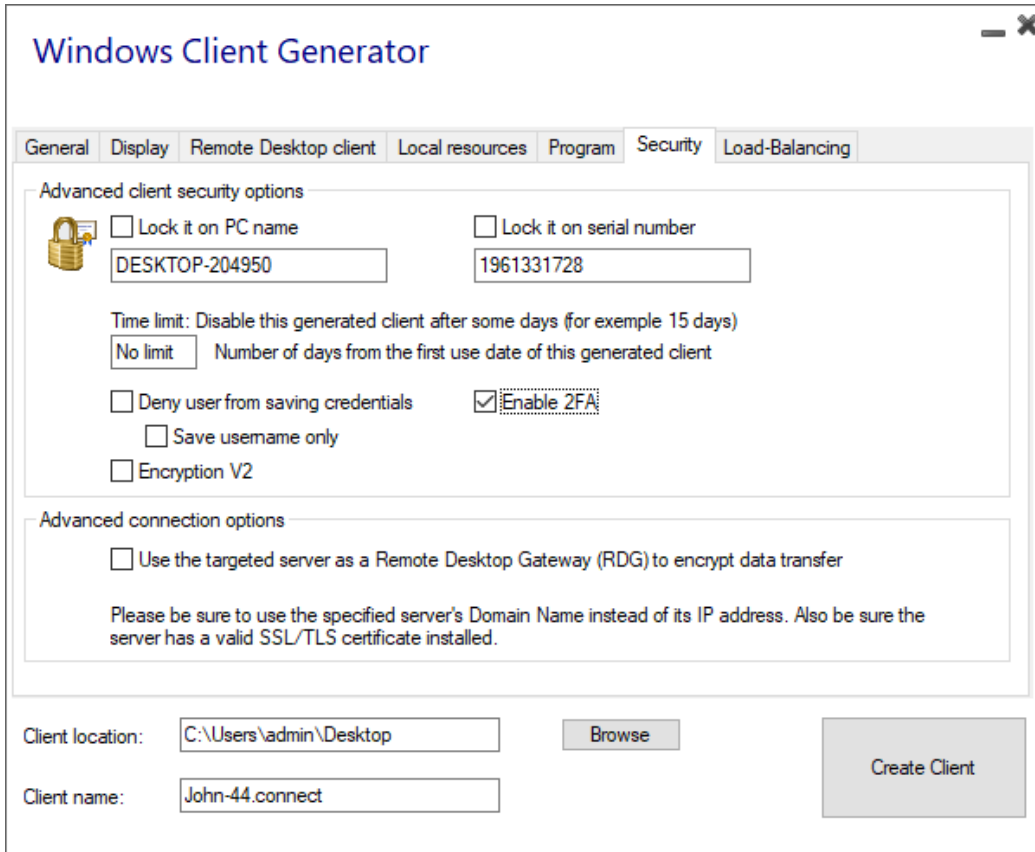 Windows Client Generator
General Display Remote Desktop client Local resources Program Security Load-Balancing
Advanced client security options
Lock it on PC name Lock it on serial number
DESKTOP-204950 1961331728
Time limit: Disable this generated client after some days (for exemple 15 days)
No limit Number of days from the first use date of this generated client
Deny user from saving credentials Enable 2FA
Save username only
Encryption V2
Advanced connection options
Use the targeted server as a Remote Desktop Gateway (RDG) to encrypt data transfer
Please be sure to use the specified server's Domain Name instead of its IP address. Also be sure the
server has a valid SSL/TLS certificate installed.
Client location: C:\Users\admin\Desktop Browse
Create Client
Client name: John-44.connect